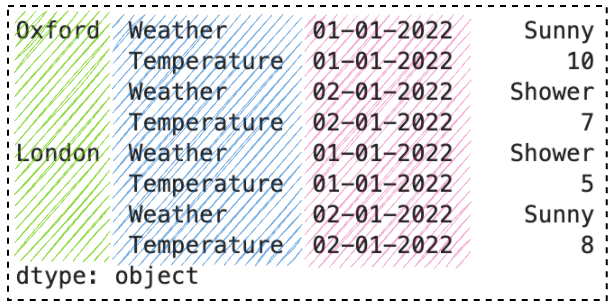 Oxford Weather 01-01-2022 Sunny
Temperature 01-01-2022 10
Weather 02-01-2022 Shower
Temperature 02-01-2022 7
London Weather 01-01-2022 Shower
Temperature 01-01-2022 5
Weather 02-01-2022 Sunny
Temperature 02-01-2022 8
dtype: object